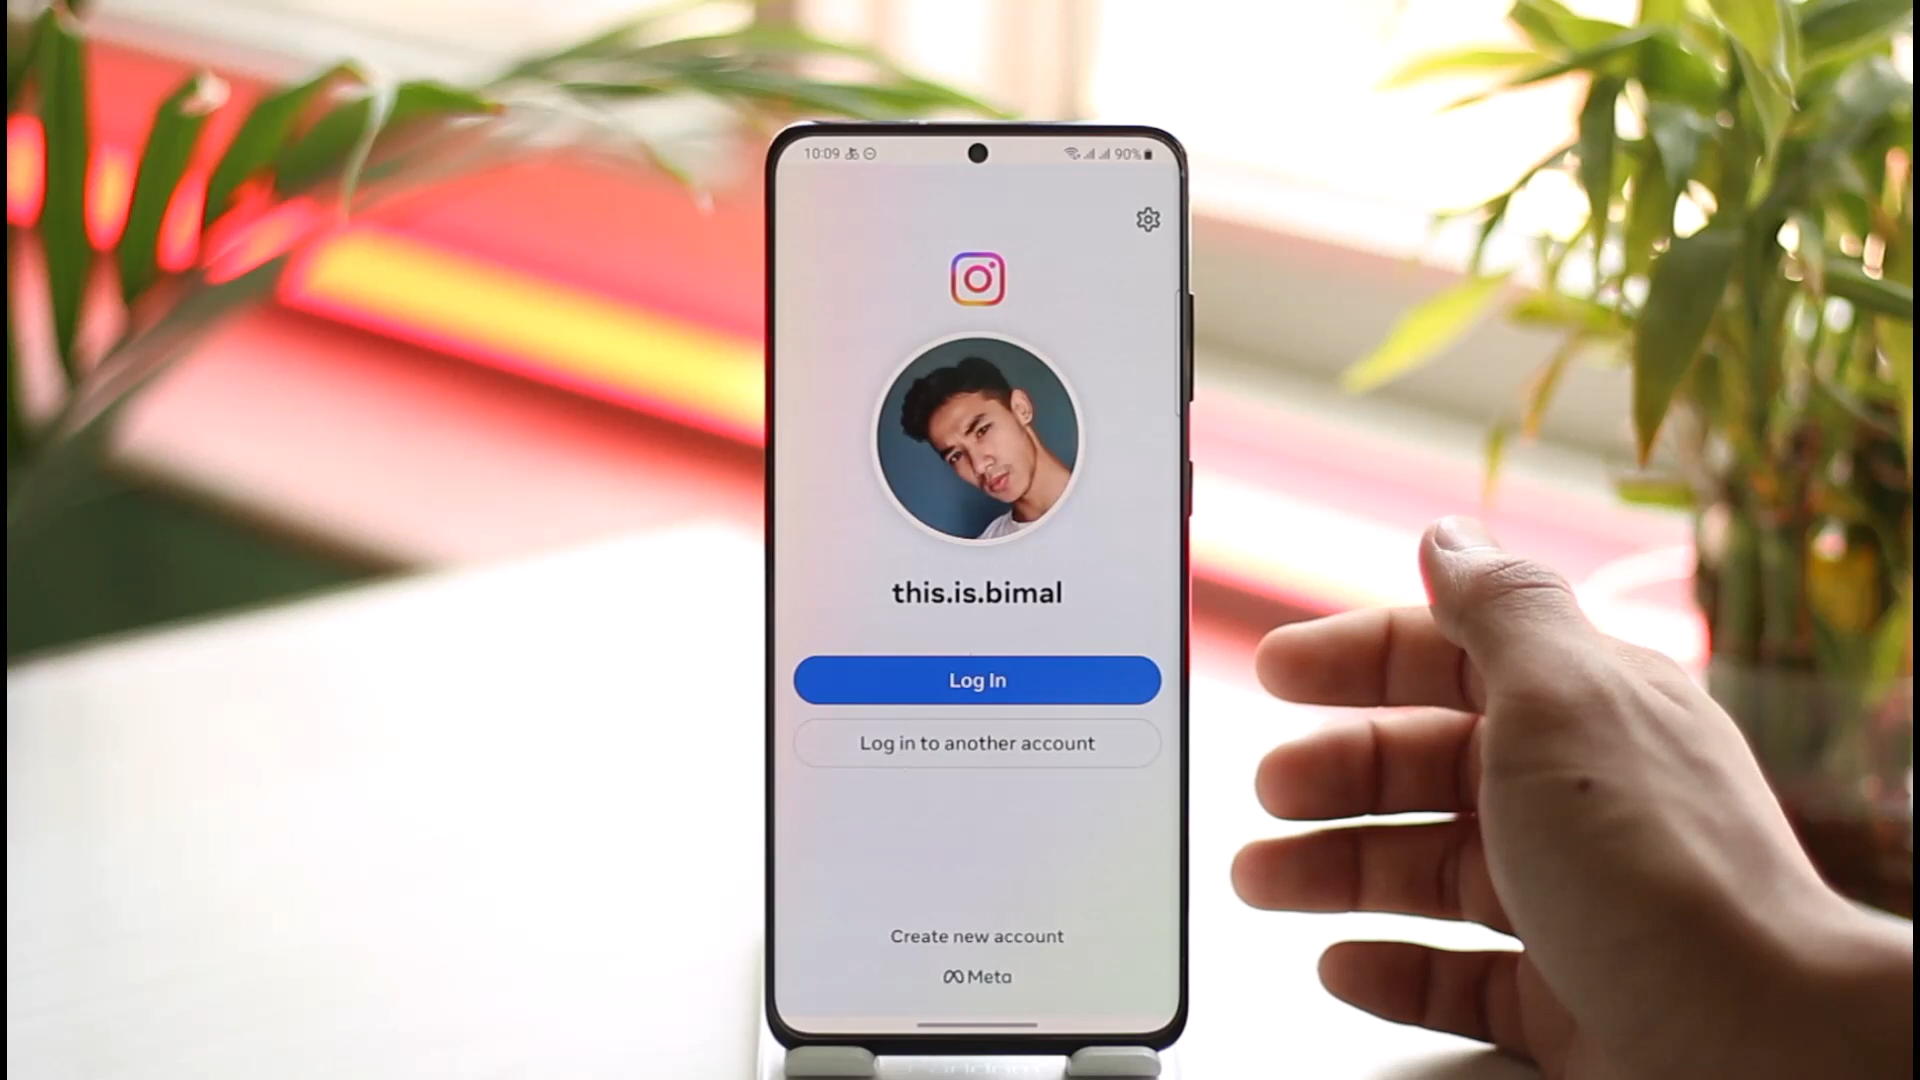 10:09
90%
this.is.bimal
Log In
Log in to another account
Create new account
Meta